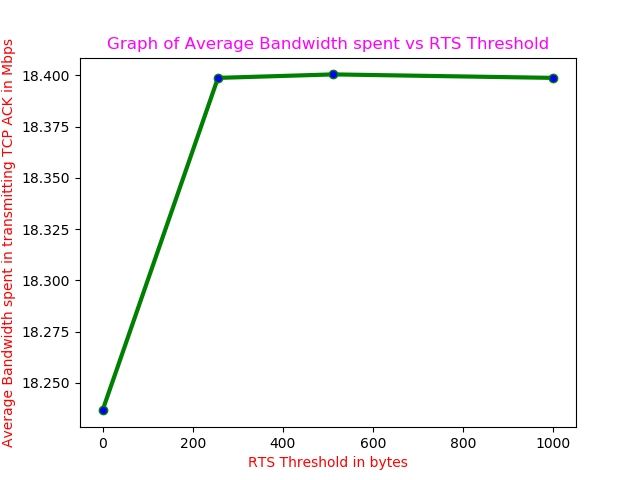 Graph of Average Bandwidth spent vs RTS Threshold
Average Bandwidth spent in transmitting TCP ACK in Mbps
18.400
18.375
18.350
18.325
18.300
18.275
18.250
0 200 400 600 800 1000
RTS Threshold in bytes